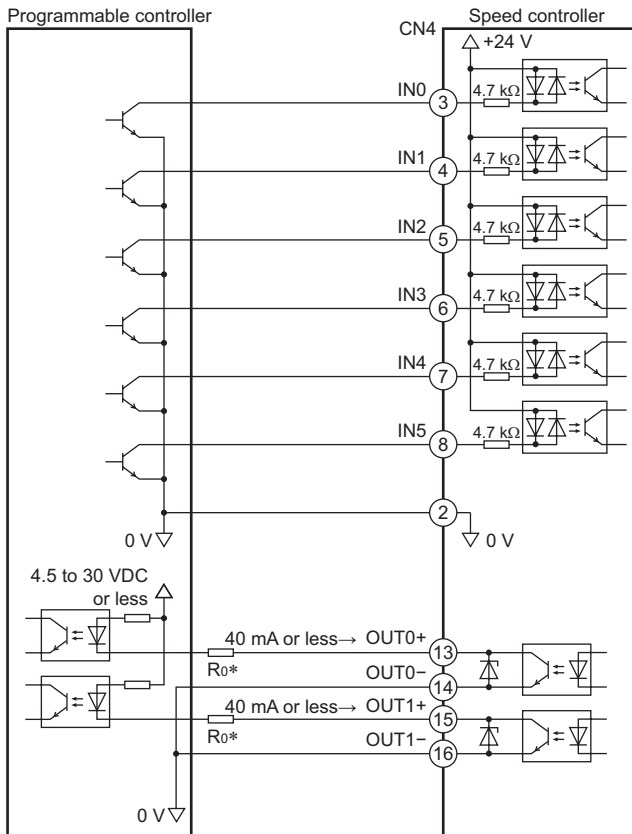 Programmable controller
Speed controller
CN4
+24 V
IN0
3
4.7 kΩ
IN1
4
4.7 kΩ
IN2
5
4.7 kΩ
IN3
6
4.7 kΩ
IN4
7
4.7 kΩ
IN5
8
4.7 kΩ
2
0 V
0 V
4.5 to 30 VDC
or less
40 mA or less→ OUT0+
13
R0*
OUT0−
14
40 mA or less→ OUT1+
15
R0*
OUT1−
16
0 V